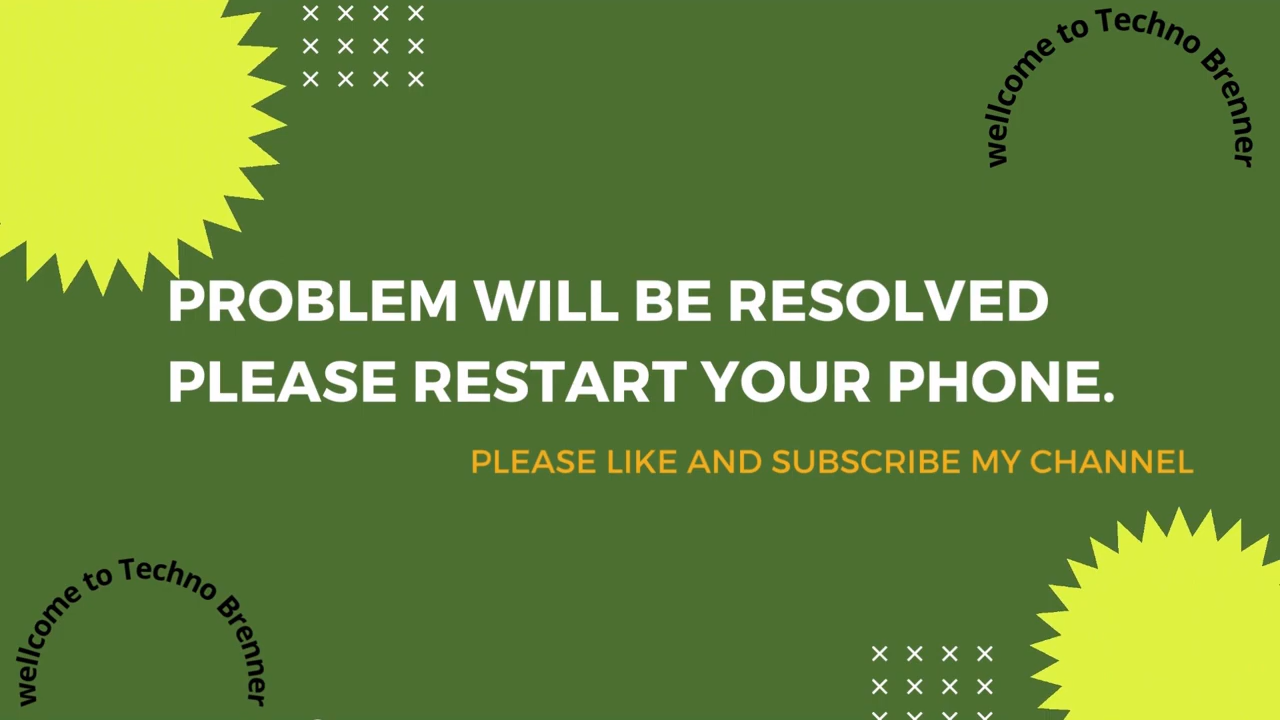 wellcome to Techno Brenner
PROBLEM WILL BE RESOLVED
PLEASE RESTART YOUR PHONE.
PLEASE LIKE AND SUBSCRIBE MY CHANNEL
wellcome to Techno Brenner